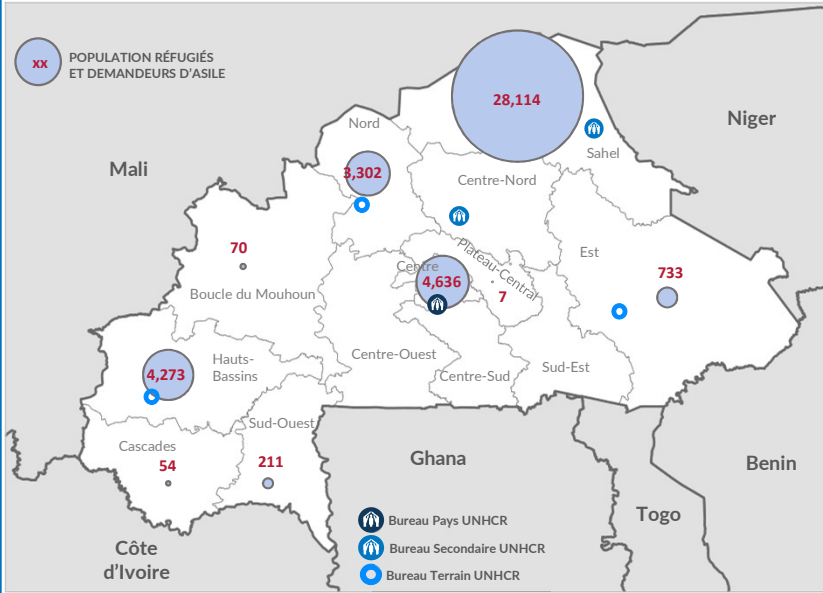 xx
POPULATION RÉFUGIÉS
ET DEMANDEURS D'ASILE
28,114
Niger
Nord
Sahel
Mali
3,302
Centre-Nord
70
Plateau-Central
Est
Centre
4,636
733
7
Boucle du Mouhoun
Centre-Ouest
Hauts-
Bassins
4,273
Centre-Sud
Sud-Est
Sud-Ouest
Cascades
54
211
Ghana
Benin
Togo
Côte
d'Ivoire
Bureau Pays UNHCR
Bureau Secondaire UNHCR
Bureau Terrain UNHCR